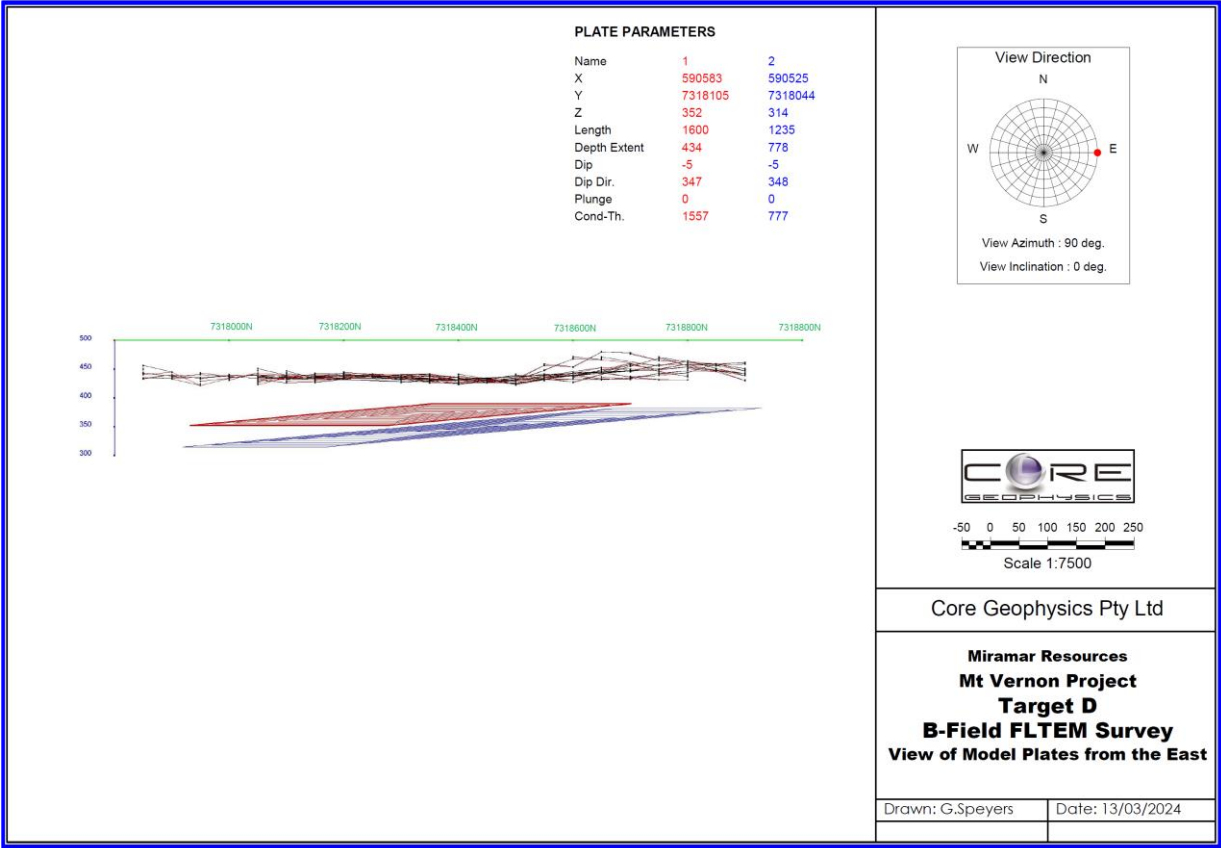 PLATE PARAMETERS
Name 1 2
X 590583 590525
Y 7318105 7318044
Z 352 314
Length 1600 1235
Depth Extent 434 778
Dip -5 -5
Dip Dir. 347 348
Plunge 0 0
Cond-Th. 1557 777
7318000N 7318200N 7318400N 7318600N 7318800N 7318800N
500
450
400
350
300
View Direction
N
W E
S
View Azimuth : 90 deg.
View Inclination : 0 deg.
CORE
GEOPHYSICS
-50 0 50 100 150 200 250
Scale 1:7500
Core Geophysics Pty Ltd
Miramar Resources
Mt Vernon Project
Target D
B-Field FLTEM Survey
View of Model Plates from the East
Drawn: G.Speyers Date: 13/03/2024